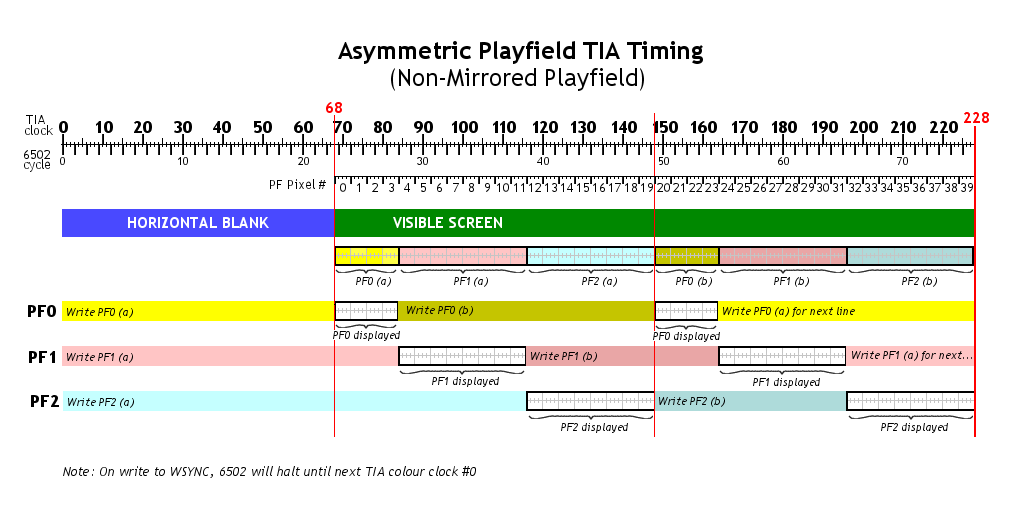 Asymmetric Playfield TIA Timing
(Non-Mirrored Playfield)
68
228
TIA clock 0 10 20 30 40 50 60 70 80 90 100 110 120 130 140 150 160 170 180 190 200 210 220
6502 cycle 0 10 20 30 40 50 60 70
PF Pixel # 0 1 2 3 4 5 6 7 8 9 10 11 12 13 14 15 16 17 18 19 20 21 22 23 24 25 26 27 28 29 30 31 32 33 34 35 36 37 38 39
HORIZONTAL BLANK VISIBLE SCREEN
PF0 (a) PF1 (a) PF2 (a) PF0 (b) PF1 (b) PF2 (b)
PF0 Write PF0 (a) Write PF0 (b) Write PF0 (a) for next line
PF0 displayed PF0 displayed
PF1 Write PF1 (a) Write PF1 (b) Write PF1 (a) for next...
PF1 displayed PF1 displayed
PF2 Write PF2 (a) Write PF2 (b)
PF2 displayed PF2 displayed
Note: On write to WSYNC, 6502 will halt until next TIA colour clock #0